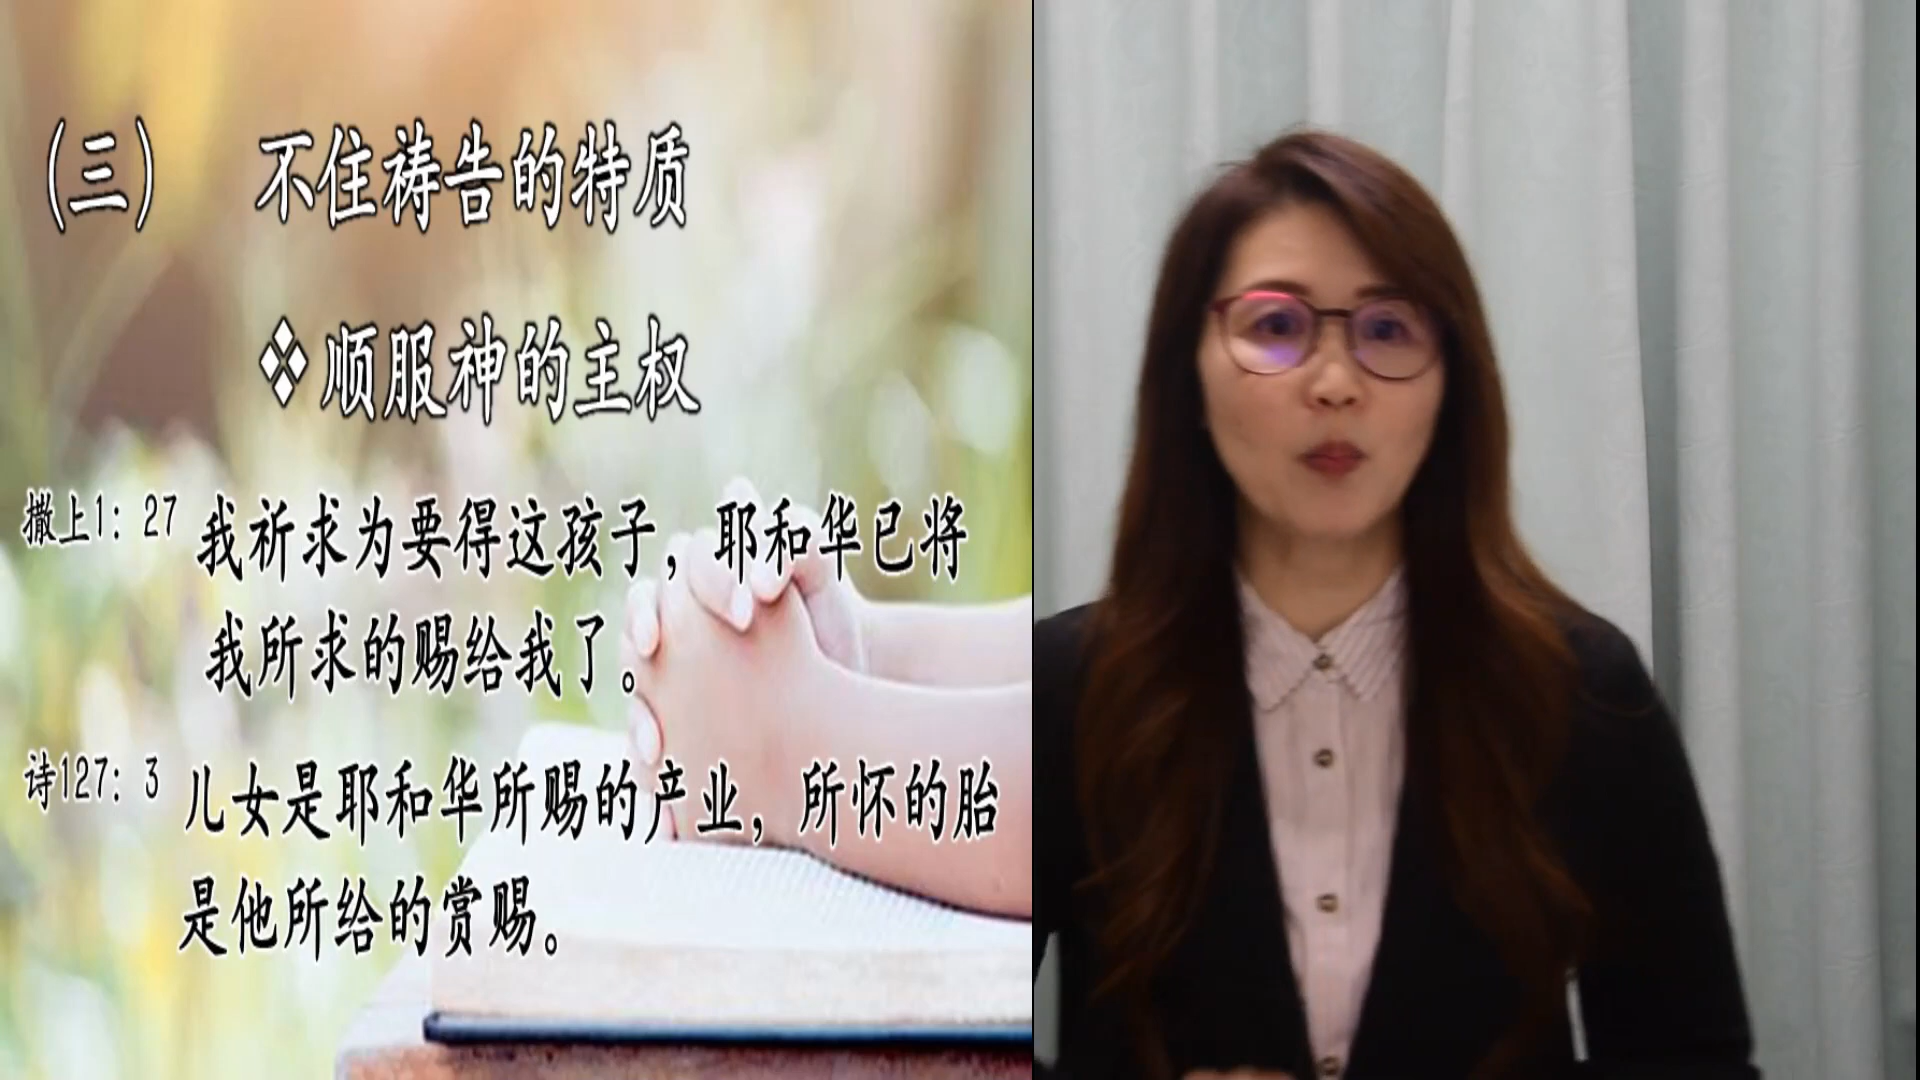 (三) 不住祷告的特质
❖顺服神的主权
撒上1：27 我祈求为要得这孩子，耶和华已将
我所求的赐给我了。
诗127：3 儿女是耶和华所赐的产业，所怀的胎
是他所给的赏赐。